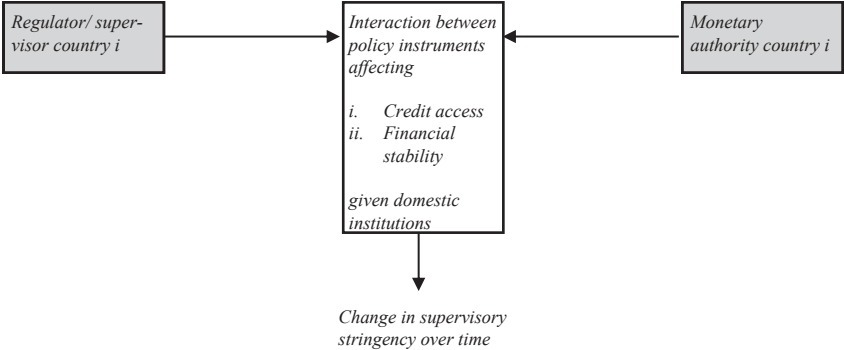 Regulator/ super-
visor country i
Interaction between
policy instruments
affecting
i. Credit access
ii. Financial
stability
given domestic
institutions
Monetary
authority country i
Change in supervisory
stringency over time